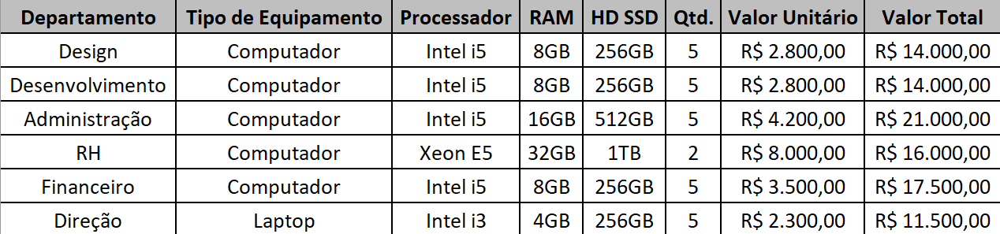 Departamento Tipo de Equipamento Processador RAM HD SSD Qtd. Valor Unitário Valor Total
Design Computador Intel i5 8GB 256GB 5 R$ 2.800,00 R$ 14.000,00
Desenvolvimento Computador Intel i5 8GB 256GB 5 R$ 2.800,00 R$ 14.000,00
Administração Computador Intel i5 16GB 512GB 5 R$ 4.200,00 R$ 21.000,00
RH Computador Xeon E5 32GB 1TB 2 R$ 8.000,00 R$ 16.000,00
Financeiro Computador Intel i5 8GB 256GB 5 R$ 3.500,00 R$ 17.500,00
Direção Laptop Intel i3 4GB 256GB 5 R$ 2.300,00 R$ 11.500,00